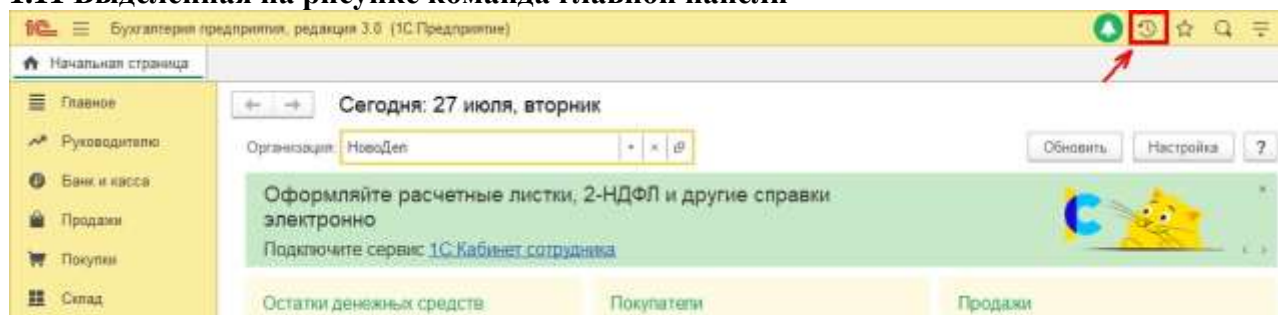 1.11 Выделенная на рисунке команда главной панели
1С Бухгалтерия предприятия, редакция 3.0 (1С:Предприятие)
Начальная страница
Главное
Сегодня: 27 июля, вторник
Руководителю
Организация: НовоДел
Обновить Настройка ?
Банк и касса
Оформляйте расчетные листки, 2-НДФЛ и другие справки
электронно
Продажи
Подключите сервис 1С:Кабинет сотрудника
Покупки
Склад
Остатки денежных средств Покупатели Продажи